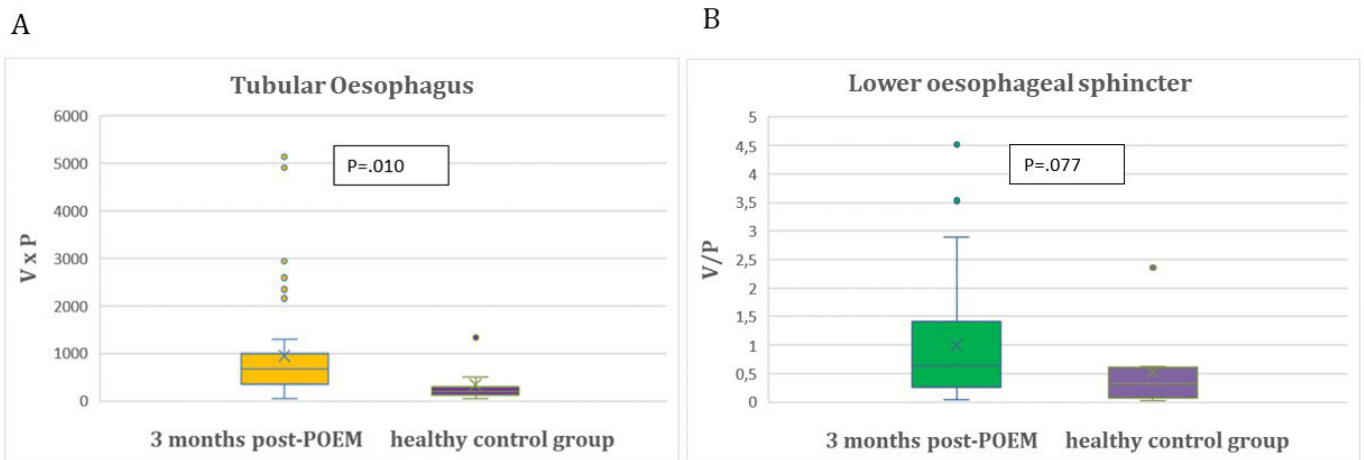 A
Tubular Oesophagus
V x P
6000
5000
4000
3000
2000
1000
0
P=.010
3 months post-POEM healthy control group
B
Lower oesophageal sphincter
V/P
5
4,5
4
3,5
3
2,5
2
1,5
1
0,5
0
P=.077
3 months post-POEM healthy control group